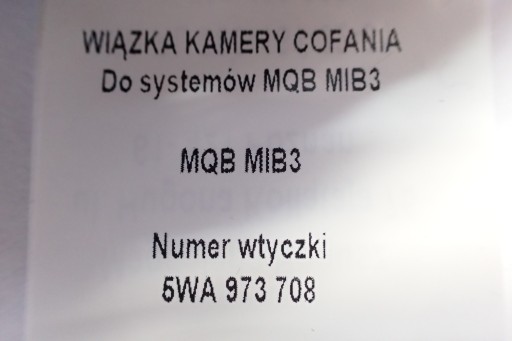 WIĄZKA KAMERY COFANIA
Do systemów MQB MIB3
MQB MIB3
Numer wtyczki
5WA 973 708